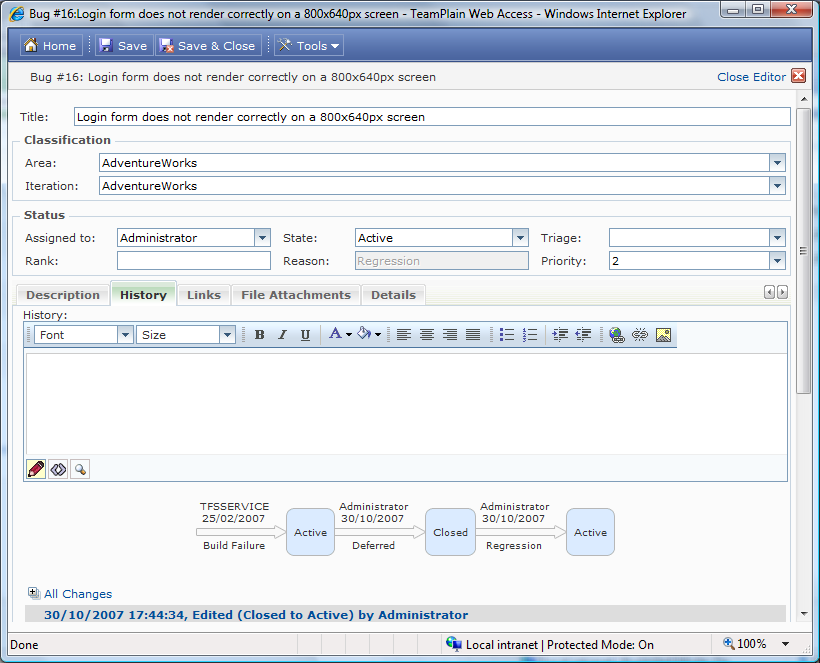 Bug #16:Login form does not render correctly on a 800x640px screen - TeamPlain Web Access - Windows Internet Explorer
Home Save Save & Close Tools
Bug #16: Login form does not render correctly on a 800x640px screen Close Editor
Title: Login form does not render correctly on a 800x640px screen
Classification
Area: AdventureWorks
Iteration: AdventureWorks
Status
Assigned to: Administrator State: Active Triage:
Rank: Reason: Regression Priority: 2
Description History Links File Attachments Details
History:
Font Size B I U A
TFSSERVICE Administrator Administrator
25/02/2007 30/10/2007 30/10/2007
Active Closed Active
Build Failure Deferred Regression
All Changes
30/10/2007 17:44:34, Edited (Closed to Active) by Administrator
Done Local intranet | Protected Mode: On 100%